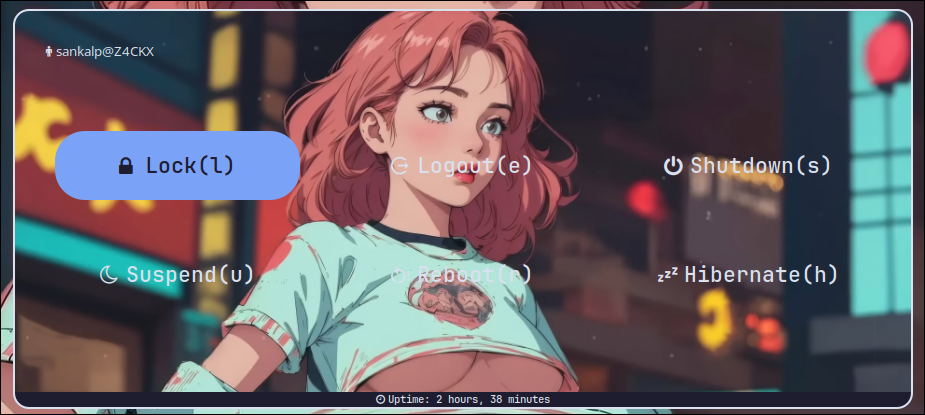 sankalp@Z4CKX
Lock(l) Logout(e) Shutdown(s)
Suspend(u) Reboot(r) Hibernate(h)
Uptime: 2 hours, 38 minutes